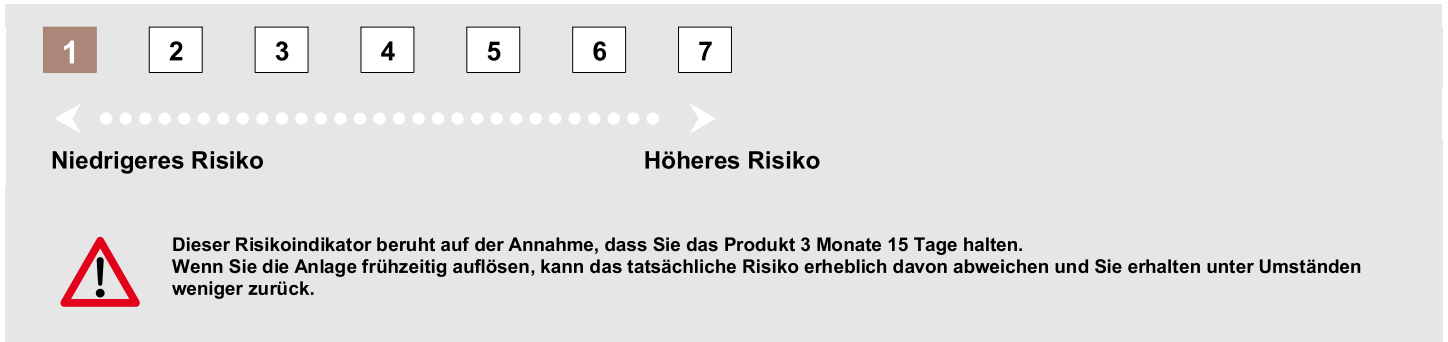 1 2 3 4 5 6 7
Niedrigeres Risiko Höheres Risiko
Dieser Risikoindikator beruht auf der Annahme, dass Sie das Produkt 3 Monate 15 Tage halten.
Wenn Sie die Anlage frühzeitig auflösen, kann das tatsächliche Risiko erheblich davon abweichen und Sie erhalten unter Umständen
weniger zurück.